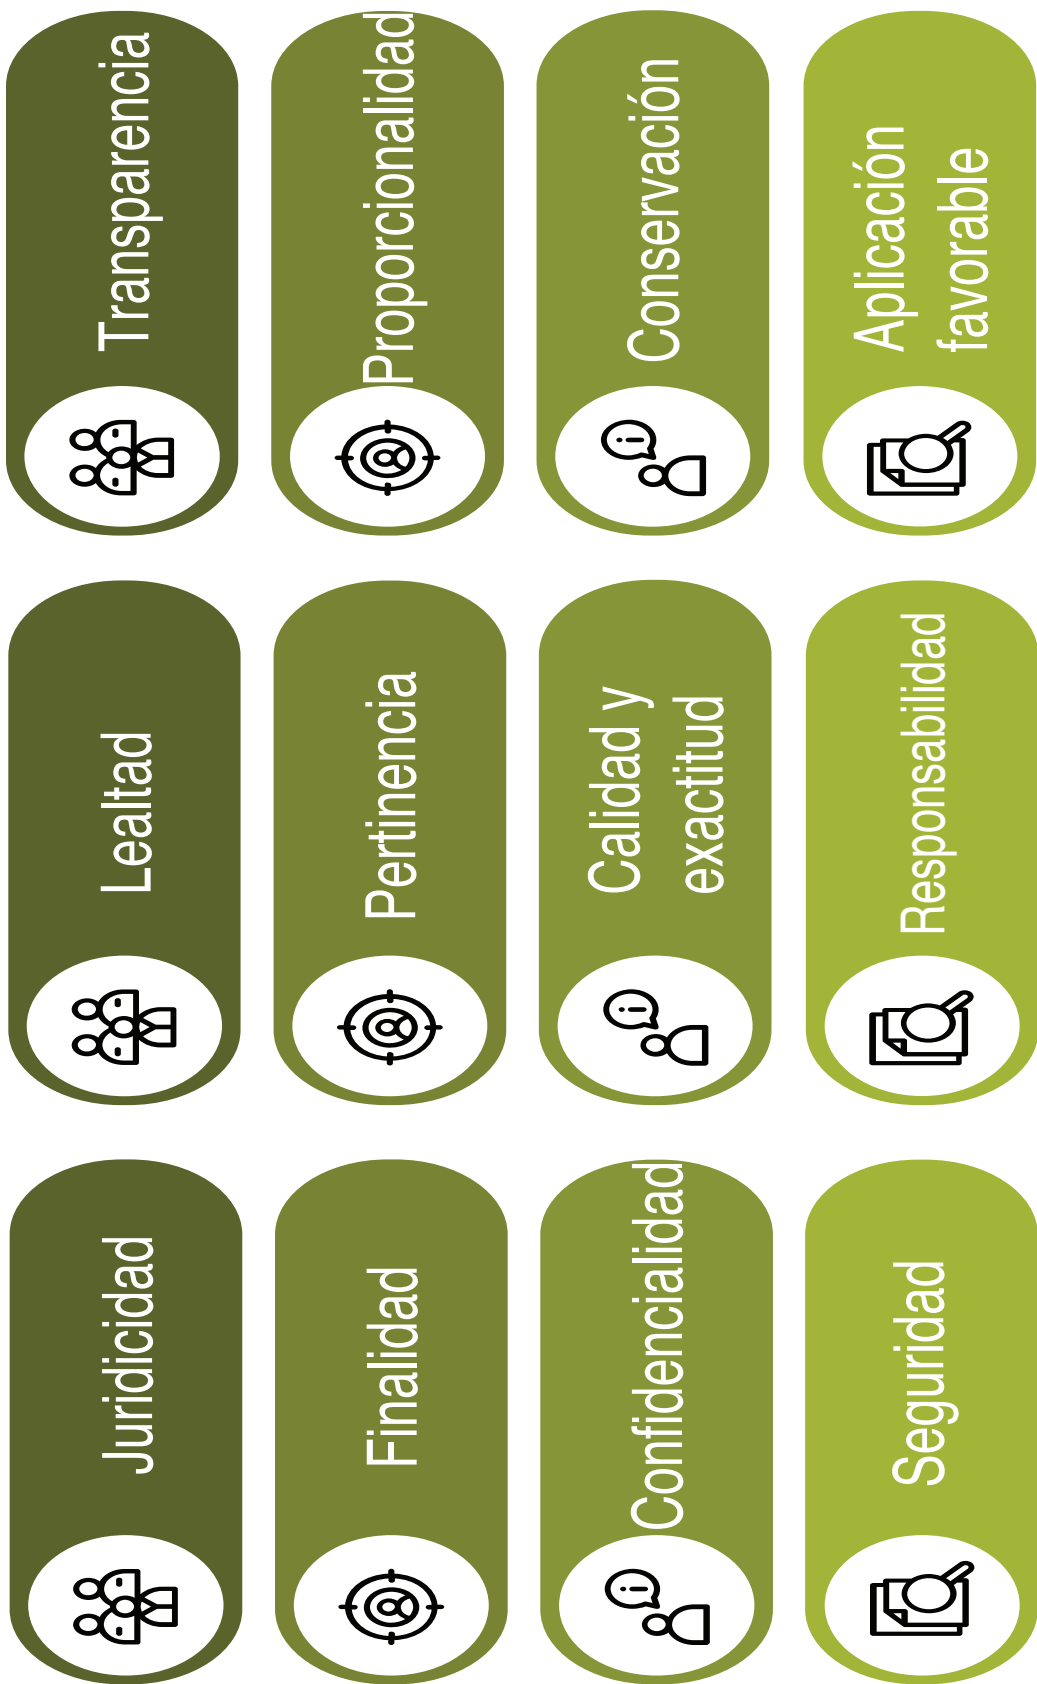 Juridicidad
Lealtad
Transparencia
Finalidad
Pertinencia
Proporcionalidad
Confidencialidad
Calidad y
exactitud
Conservación
Seguridad
Responsabilidad
Aplicación
favorable